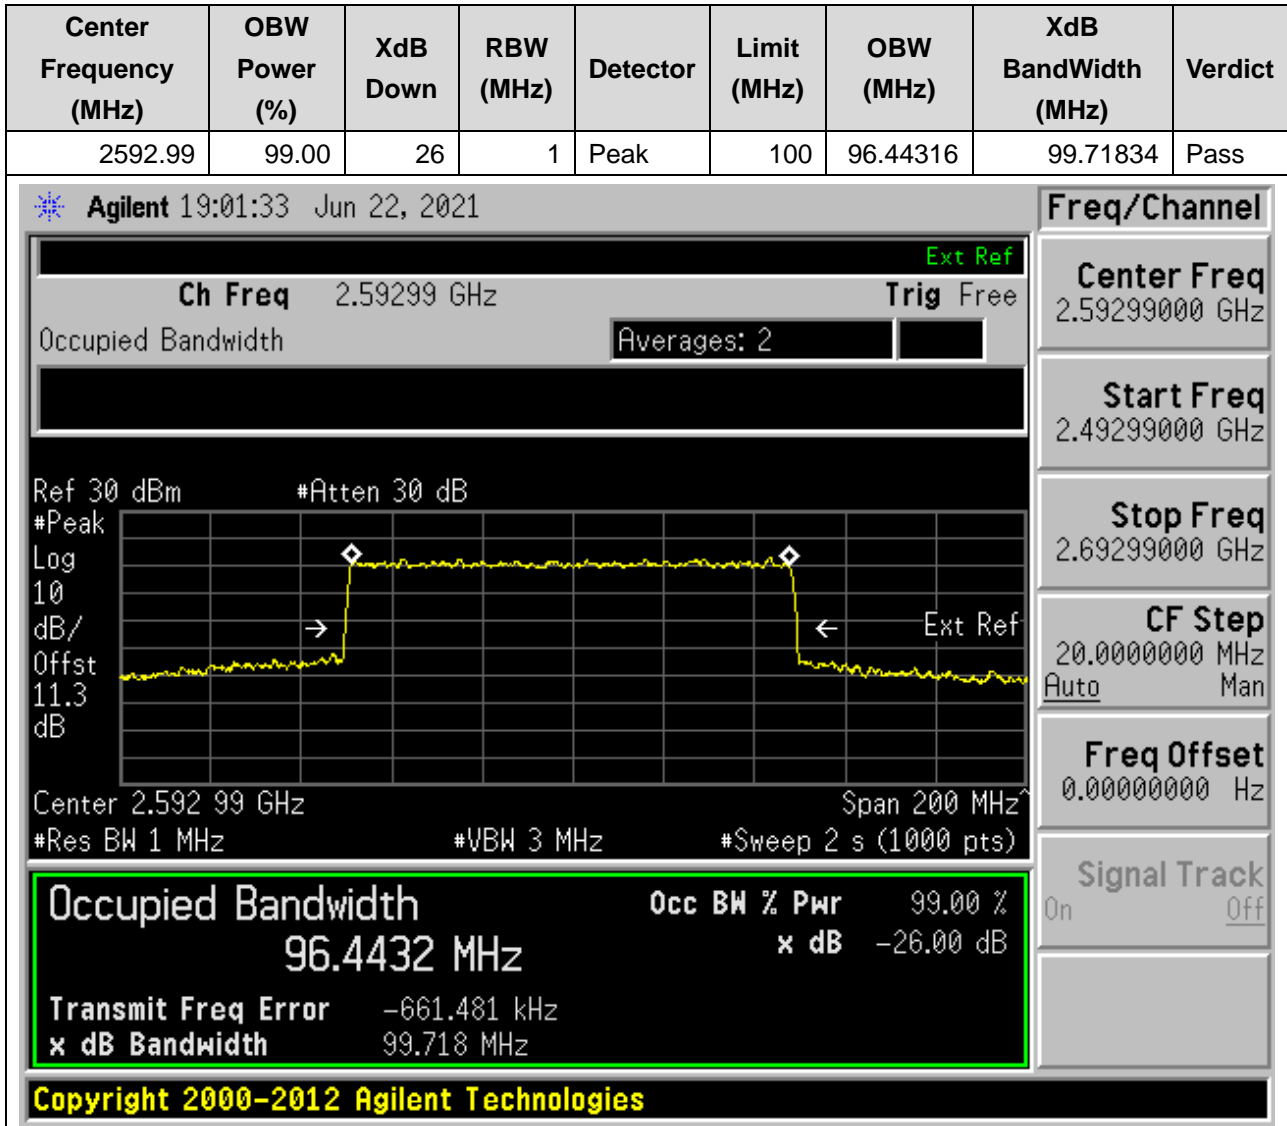 Center Frequency (MHz) OBW Power (%) XdB Down RBW (MHz) Detector Limit (MHz) OBW (MHz) XdB BandWidth (MHz) Verdict
2592.99 99.00 26 1 Peak 100 96.44316 99.71834 Pass
Agilent 19:01:33 Jun 22, 2021
Freq/Channel
Ext Ref
Ch Freq 2.59299 GHz Trig Free
Occupied Bandwidth Averages: 2
Center Freq
2.59299000 GHz
Start Freq
2.49299000 GHz
Stop Freq
2.69299000 GHz
CF Step
20.0000000 MHz
Auto Man
Freq Offset
0.00000000 Hz
Signal Track
On Off
Ref 30 dBm #Atten 30 dB
#Peak
Log
10
dB/
Offst
11.3
dB
Ext Ref
Center 2.592 99 GHz Span 200 MHz^
#Res BW 1 MHz #VBW 3 MHz #Sweep 2 s (1000 pts)
Occupied Bandwidth
96.4432 MHz
Occ BW % Pwr 99.00 %
x dB -26.00 dB
Transmit Freq Error -661.481 kHz
x dB Bandwidth 99.718 MHz
Copyright 2000-2012 Agilent Technologies